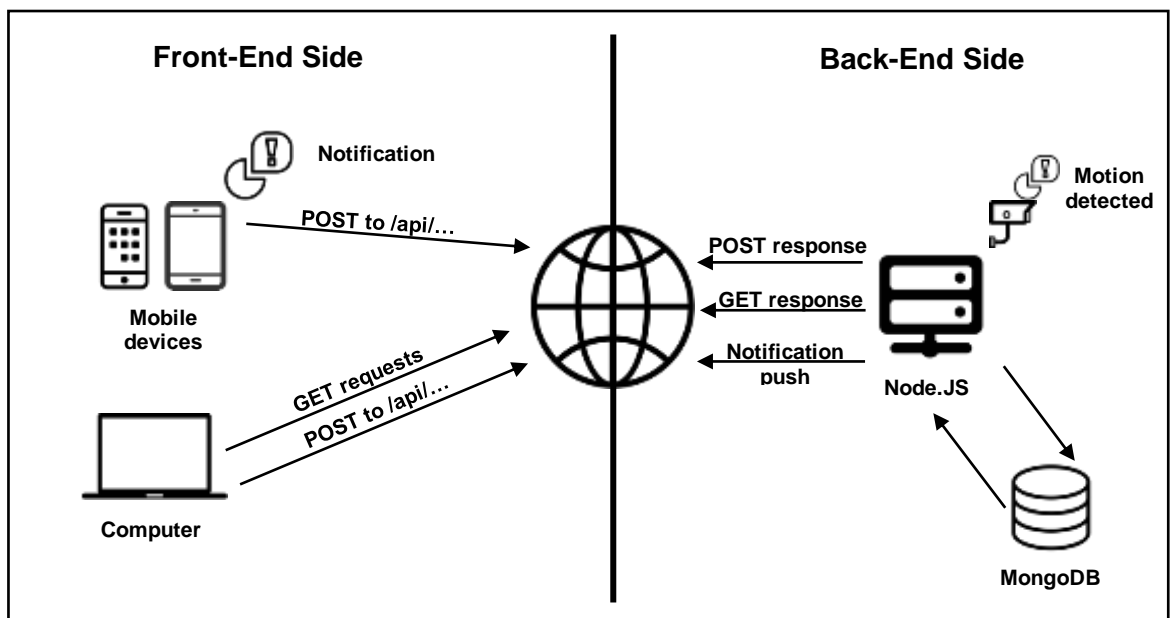 Front-End Side
Back-End Side
Notification
Motion
detected
POST to /api/…
POST response
GET response
Mobile
devices
Notification
push
Node.JS
GET requests
POST to /api/…
Computer
MongoDB